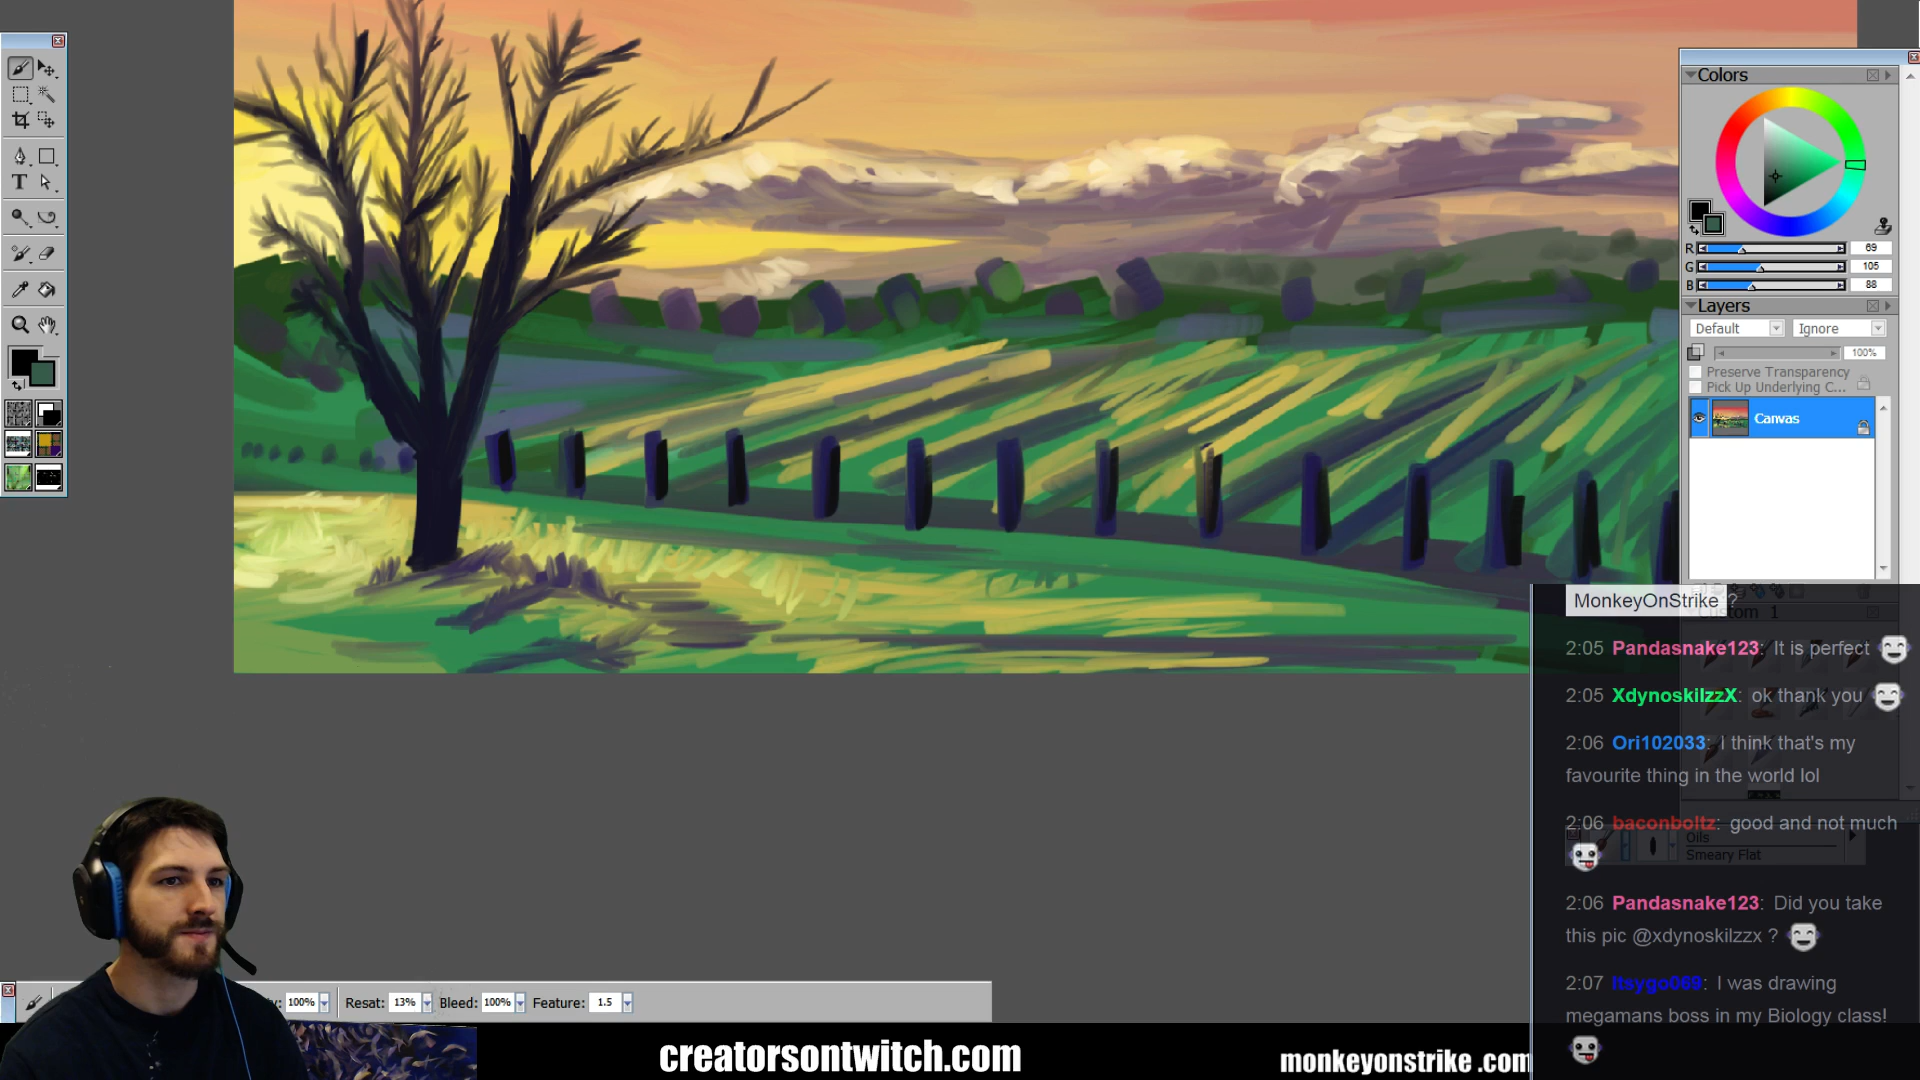 Colors
R 69
G 105
B 88
Layers
Default Ignore
100%
Preserve Transparency
Pick Up Underlying C...
Canvas
T
MonkeyOnStrike ?
2:05 Pandasnake123: It is perfect
2:05 XdynoskilzzX: ok thank you
2:06 Ori102033: I think that's my
favourite thing in the world lol
2:06 baconboltz: good and not much
Oils
Smeary Flat
2:06 Pandasnake123: Did you take
this pic @xdynoskilzzx ?
2:07 Itsygo069: I was drawing
megamans boss in my Biology class!
100% Resat: 13% Bleed: 100% Feature: 1.5
creatorsontwitch.com
monkeyonstrike .com